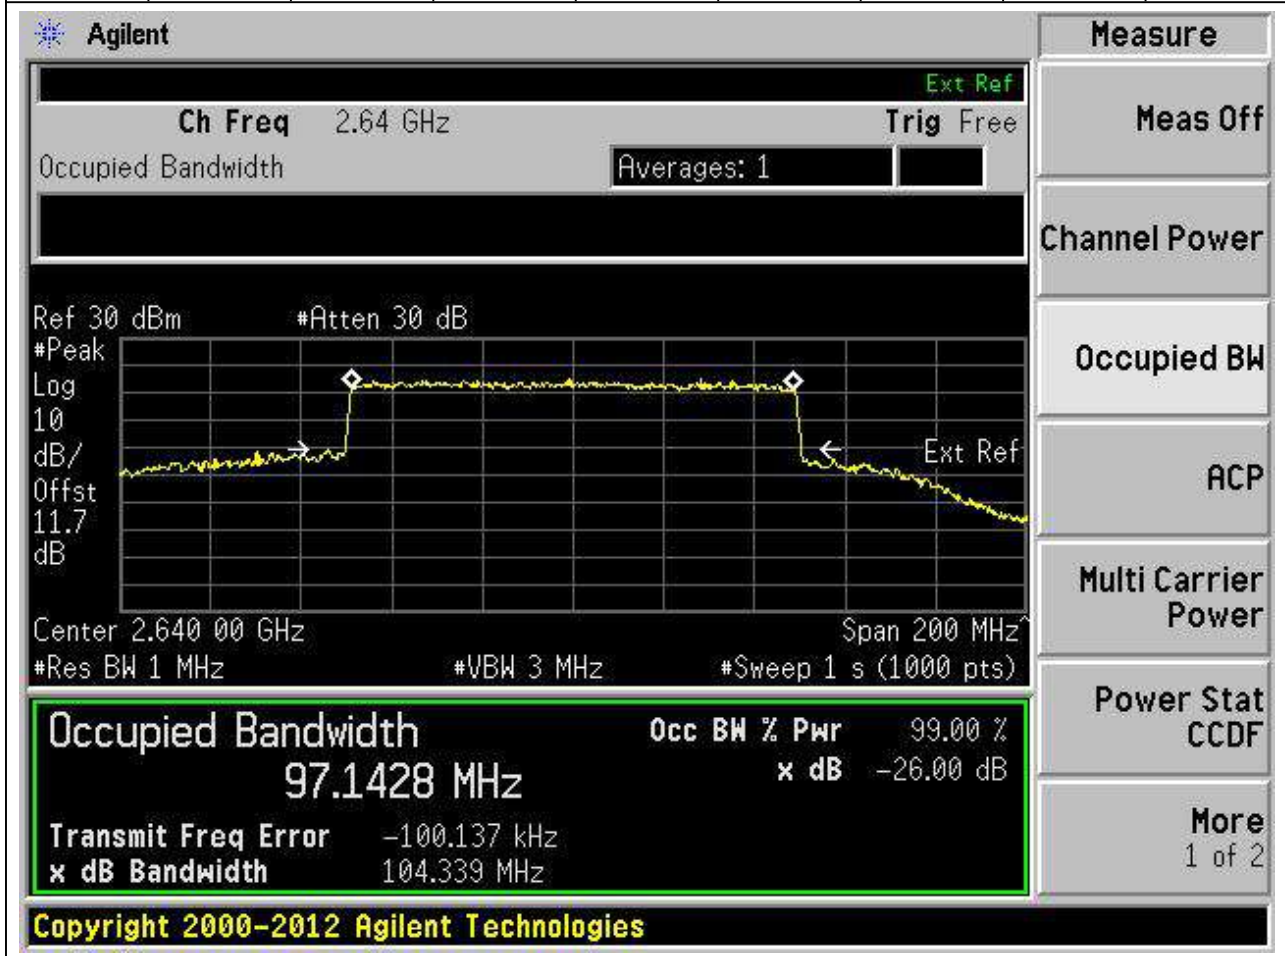 Agilent
Measure
Ext Ref
Ch Freq 2.64 GHz Trig Free
Occupied Bandwidth Averages: 1
Ref 30 dBm #Atten 30 dB
#Peak
Log
10
dB/
Offst
11.7
dB
Ext Ref
Center 2.640 00 GHz Span 200 MHz^
#Res BW 1 MHz #VBW 3 MHz #Sweep 1 s (1000 pts)
Occupied Bandwidth Occ BW % Pwr 99.00 %
97.1428 MHz x dB -26.00 dB
Transmit Freq Error -100.137 kHz
x dB Bandwidth 104.339 MHz
Copyright 2000-2012 Agilent Technologies
Meas Off
Channel Power
Occupied BW
ACP
Multi Carrier
Power
Power Stat
CCDF
More
1 of 2